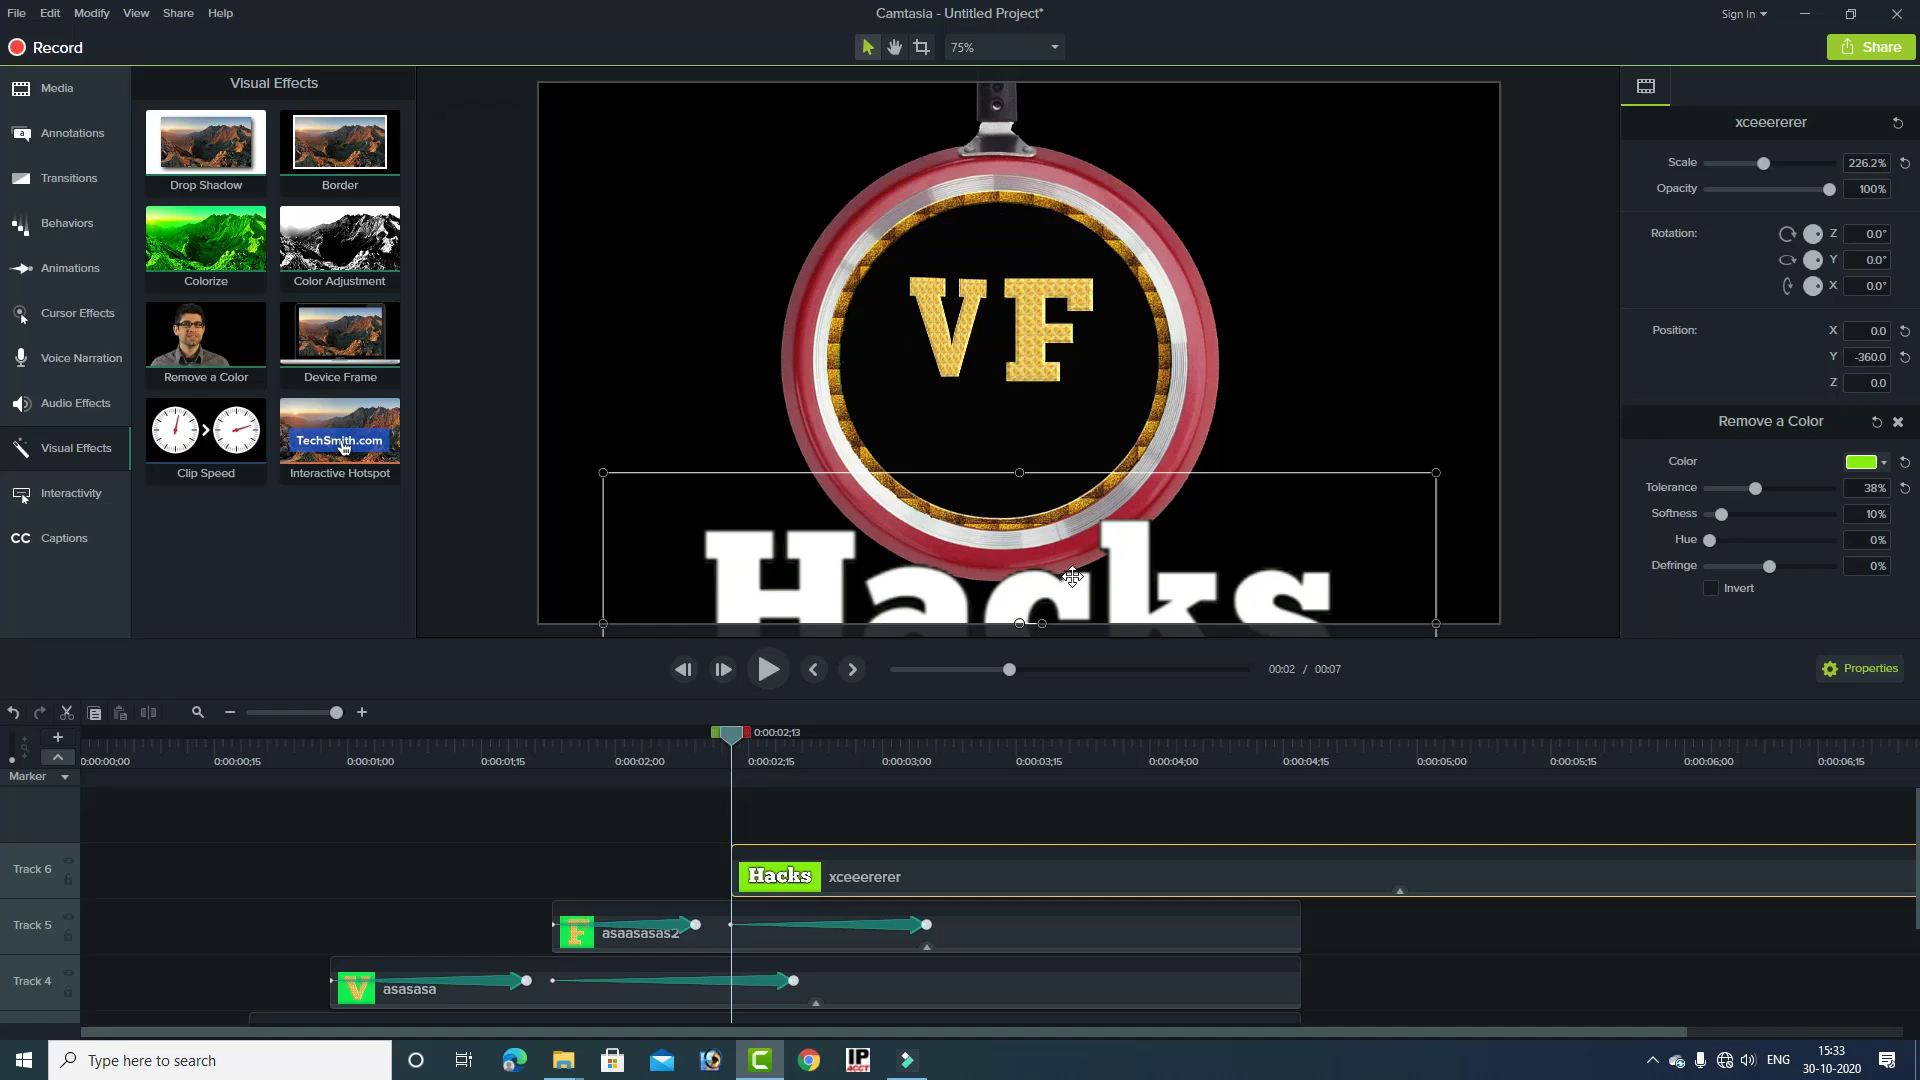 File Edit Modify View Share Help
Camtasia - Untitled Project*
Sign In
Record
75%
Share
Media
Annotations
Transitions
Behaviors
Animations
Cursor Effects
Voice Narration
Audio Effects
Visual Effects
Interactivity
CC Captions
Visual Effects
Drop Shadow
Border
Colorize
Color Adjustment
Remove a Color
Device Frame
Clip Speed
TechSmith.com
Interactive Hotspot
V F
Hacks
xceeererer
Scale 226.2%
Opacity 100%
Rotation: Z 0.0°
Y 0.0°
X 0.0°
Position: X 0.0
Y -360.0
Z 0.0
Remove a Color
Color
Tolerance 38%
Softness 10%
Hue 0%
Defringe 0%
Invert
00:02 / 00:07
Properties
0:00:02;13
0:00:00;00 0:00:00;15 0:00:01;00 0:00:01;15 0:00:02;00 0:00:02;15 0:00:03;00 0:00:03;15 0:00:04;00 0:00:04;15 0:00:05;00 0:00:05;15 0:00:06;00 0:00:06;15
Marker
Track 6
Hacks xceeererer
Track 5
F asaasasas2
Track 4
V asasasa
Type here to search
IP
ACCT
ENG
15:33
30-10-2020